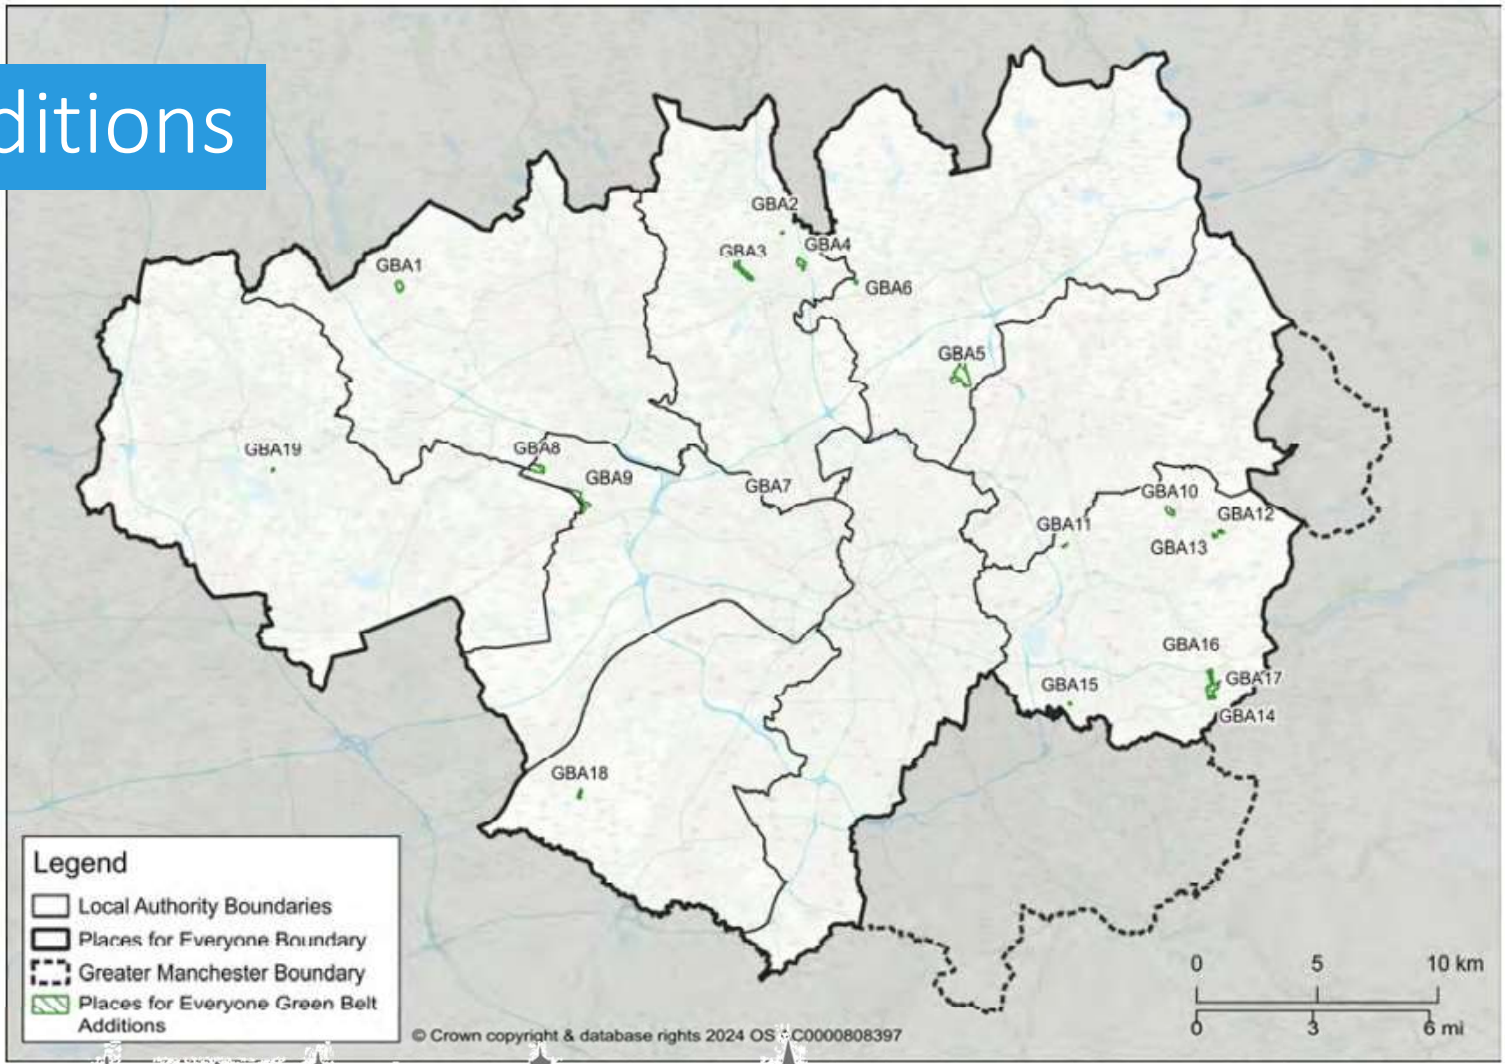 ditions
GBA2
GBA4
GBA3
GBA1
GBA6
GBA5
GBA19
GBA8
GBA9
GBA7
GBA10
GBA12
GBA11
GBA13
GBA16
GBA17
GBA15
GBA14
GBA18
Legend
Local Authority Boundaries
Places for Everyone Boundary
Greater Manchester Boundary
Places for Everyone Green Belt
Additions
0 5 10 km
0 3 6 mi
© Crown copyright & database rights 2024 OS C0000808397